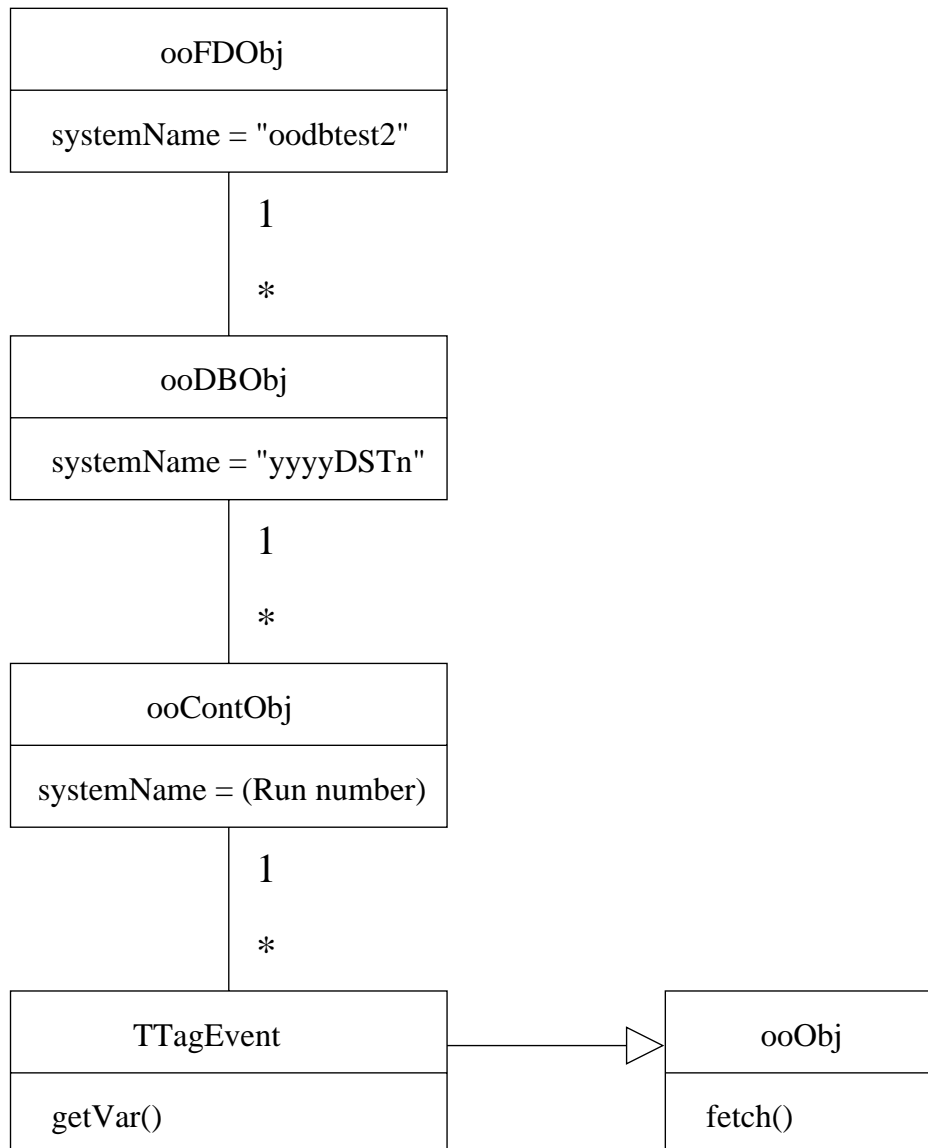 ooFDObj
systemName = "oodbtest2"
1
*
ooDBObj
systemName = "yyyyDSTn"
1
*
ooContObj
systemName = (Run number)
1
*
TTagEvent
getVar()
ooObj
fetch()